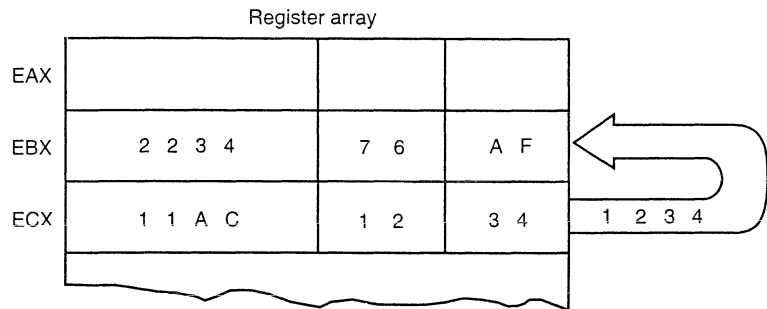 Register array
EAX
EBX 2 2 3 4 7 6 A F
ECX 1 1 A C 1 2 3 4 1 2 3 4